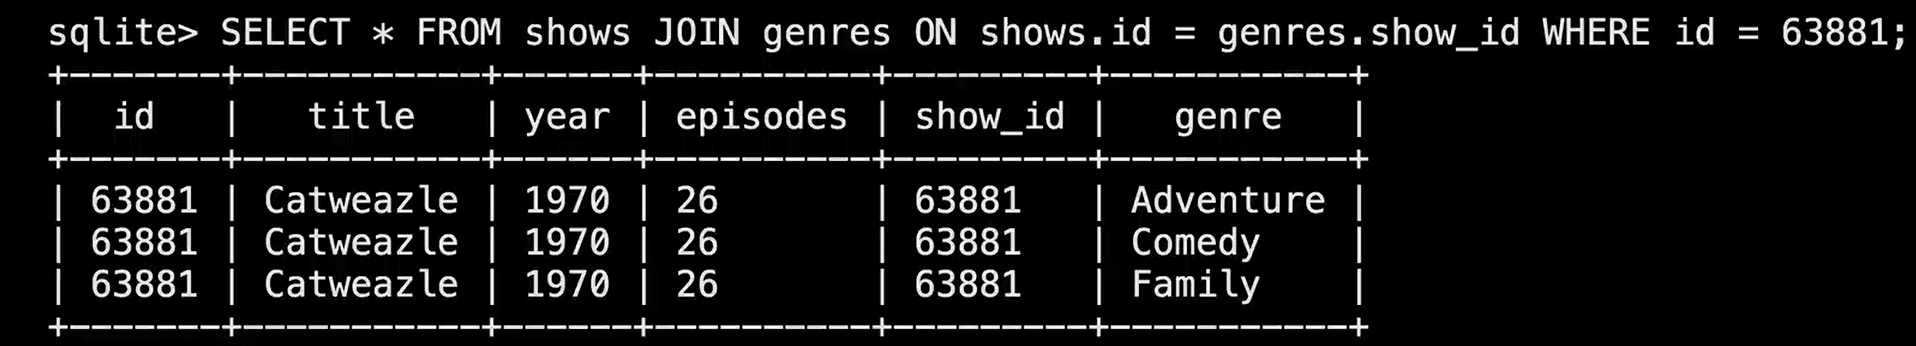 sqlite> SELECT * FROM shows JOIN genres ON shows.id = genres.show_id WHERE id = 63881;
+-------+-----------+------+----------+---------+-----------+
|  id   |   title   | year | episodes | show_id |   genre   |
+-------+-----------+------+----------+---------+-----------+
| 63881 | Catweazle | 1970 | 26       | 63881   | Adventure |
| 63881 | Catweazle | 1970 | 26       | 63881   | Comedy    |
| 63881 | Catweazle | 1970 | 26       | 63881   | Family    |
+-------+-----------+------+----------+---------+-----------+